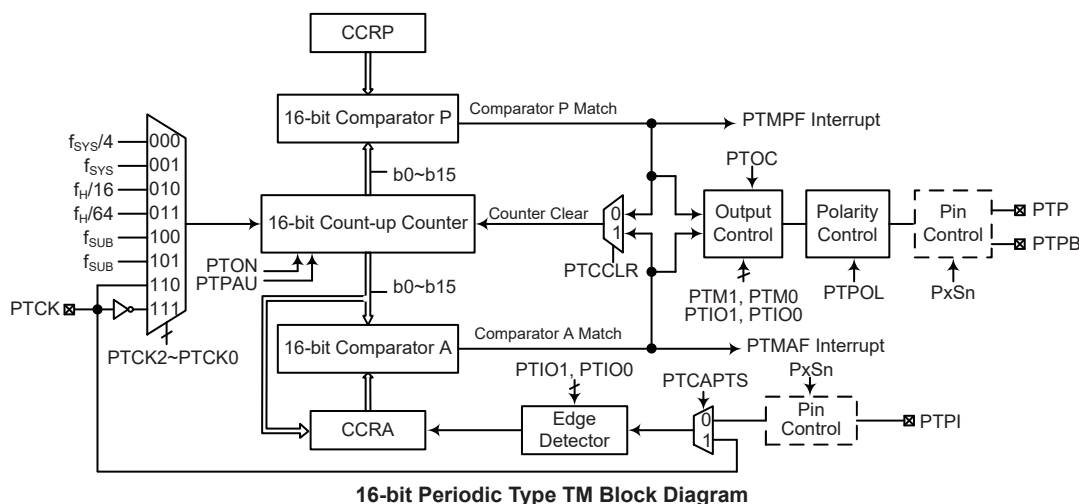 CCRP
16-bit Comparator P
Comparator P Match
PTMPF Interrupt
fSYS/4
000
fSYS
001
fH/16
010
fH/64
011
fSUB
100
fSUB
101
110
111
PTCK
PTCK2~PTCK0
b0~b15
16-bit Count-up Counter
Counter Clear
0
1
PTCCLR
PTON
PTPAU
b0~b15
PTOC
Output
Control
PTM1, PTM0
PTIO1, PTIO0
Polarity
Control
PTPOL
Pin
Control
PxSn
PTP
PTPB
16-bit Comparator A
Comparator A Match
PTMAF Interrupt
CCRA
PTIO1, PTIO0
Edge
Detector
PTCAPTS
0
1
PxSn
Pin
Control
PTPI
16-bit Periodic Type TM Block Diagram